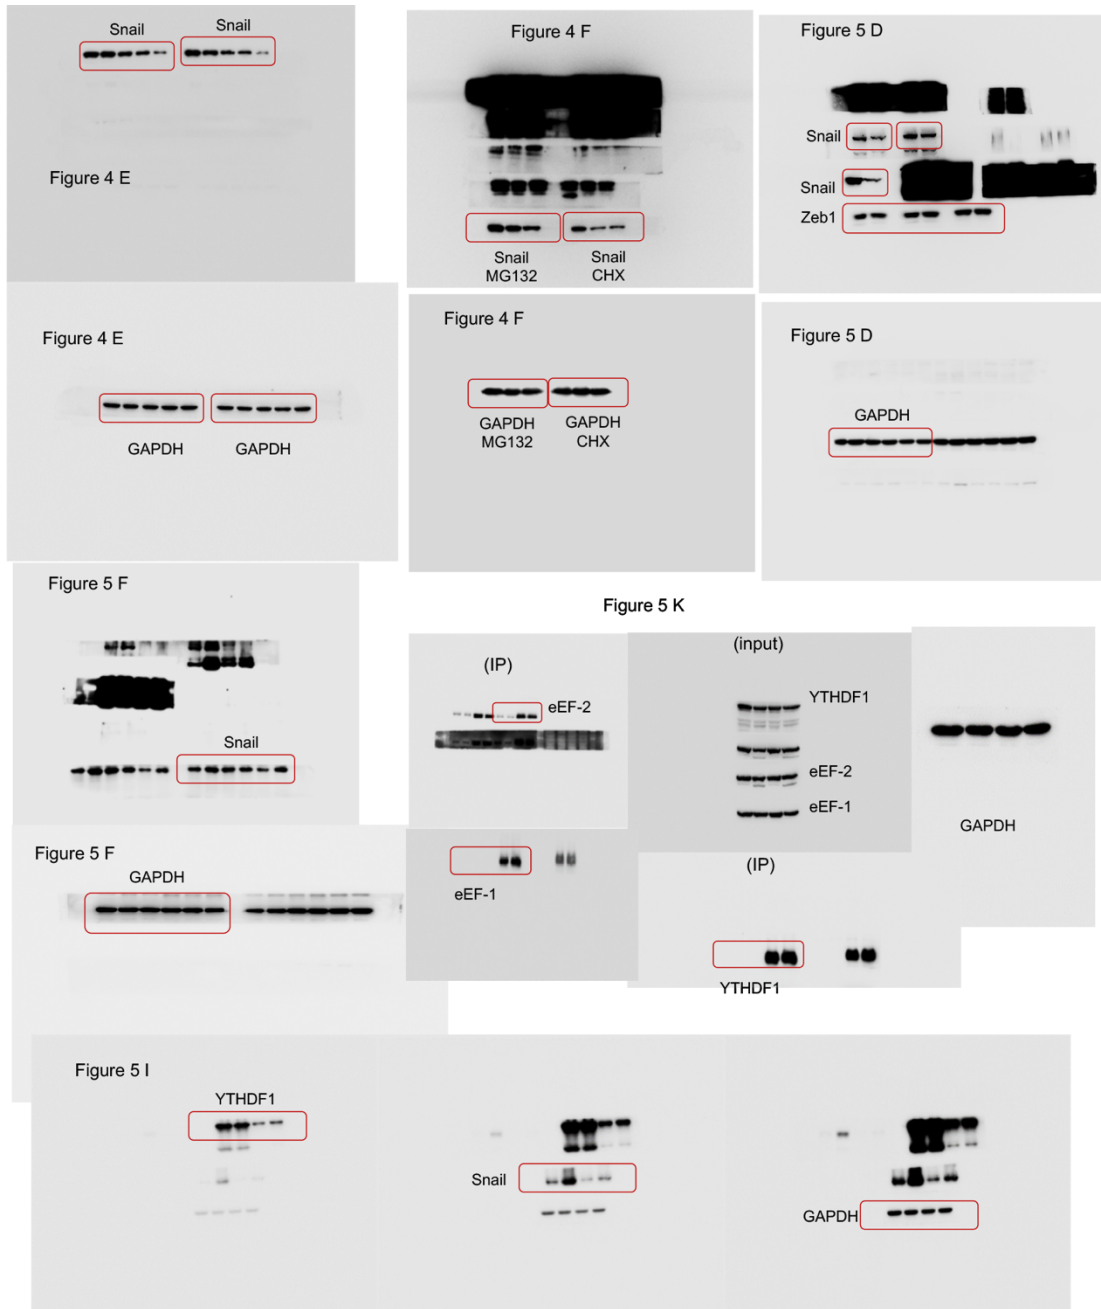 Snail
Snail
Figure 4 E
Figure 4 F
Snail
MG132
Snail
CHX
Figure 5 D
Snail
Snail
Zeb1
Figure 4 E
GAPDH
GAPDH
Figure 4 F
GAPDH
MG132
GAPDH
CHX
Figure 5 D
GAPDH
Figure 5 F
Snail
Figure 5 K
(IP)
eEF-2
(input)
YTHDF1
eEF-2
eEF-1
GAPDH
Figure 5 F
GAPDH
eEF-1
(IP)
YTHDF1
Figure 5 I
YTHDF1
Snail
GAPDH